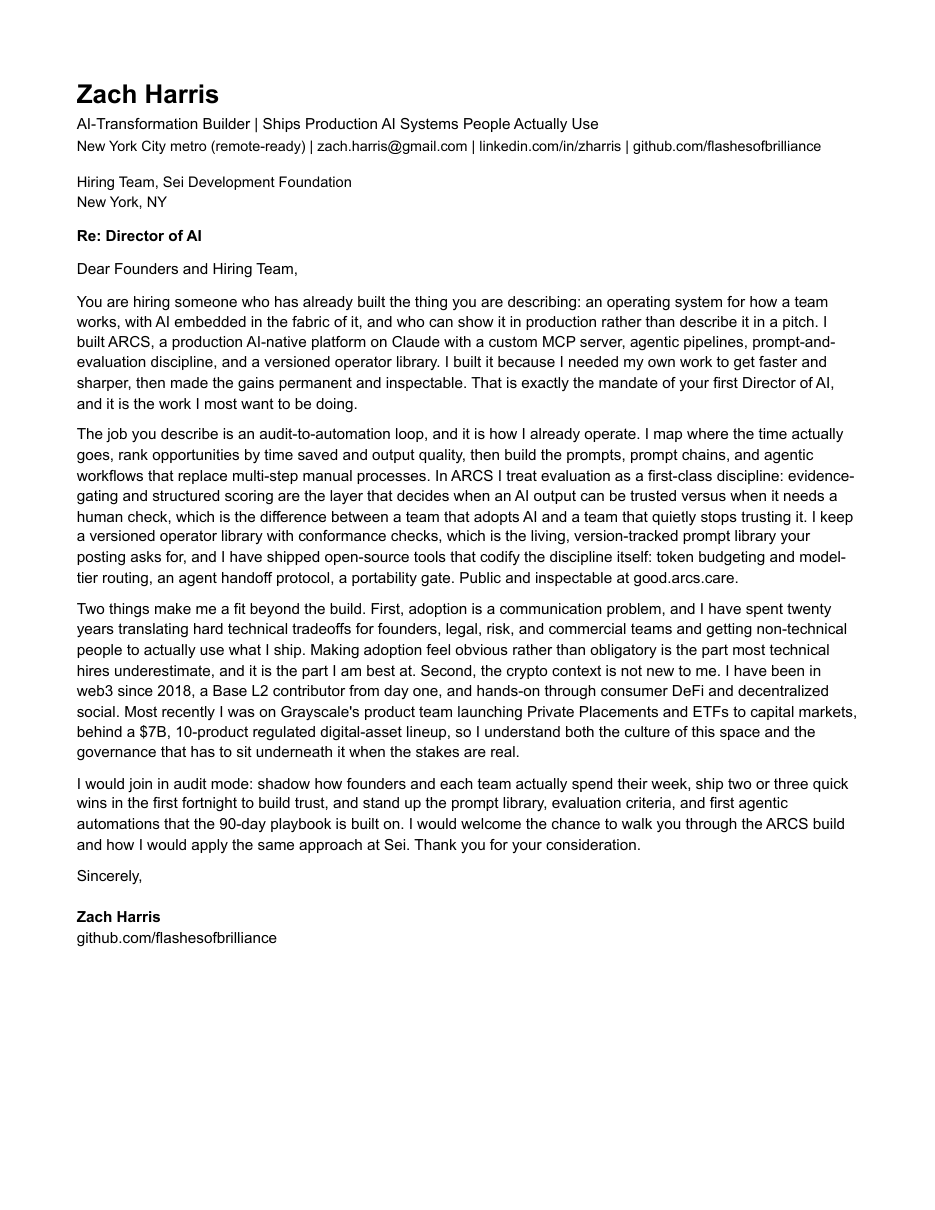 Zach Harris
AI-Transformation Builder | Ships Production AI Systems People Actually Use
New York City metro (remote-ready) | zach.harris@gmail.com | linkedin.com/in/zharris | github.com/flashesofbrilliance
Hiring Team, Sei Development Foundation
New York, NY
Re: Director of AI
Dear Founders and Hiring Team,
You are hiring someone who has already built the thing you are describing: an operating system for how a team
works, with AI embedded in the fabric of it, and who can show it in production rather than describe it in a pitch. I
built ARCS, a production AI-native platform on Claude with a custom MCP server, agentic pipelines, prompt-and-
evaluation discipline, and a versioned operator library. I built it because I needed my own work to get faster and
sharper, then made the gains permanent and inspectable. That is exactly the mandate of your first Director of AI,
and it is the work I most want to be doing.
The job you describe is an audit-to-automation loop, and it is how I already operate. I map where the time actually
goes, rank opportunities by time saved and output quality, then build the prompts, prompt chains, and agentic
workflows that replace multi-step manual processes. In ARCS I treat evaluation as a first-class discipline: evidence-
gating and structured scoring are the layer that decides when an AI output can be trusted versus when it needs a
human check, which is the difference between a team that adopts AI and a team that quietly stops trusting it. I keep
a versioned operator library with conformance checks, which is the living, version-tracked prompt library your
posting asks for, and I have shipped open-source tools that codify the discipline itself: token budgeting and model-
tier routing, an agent handoff protocol, a portability gate. Public and inspectable at good.arcs.care.
Two things make me a fit beyond the build. First, adoption is a communication problem, and I have spent twenty
years translating hard technical tradeoffs for founders, legal, risk, and commercial teams and getting non-technical
people to actually use what I ship. Making adoption feel obvious rather than obligatory is the part most technical
hires underestimate, and it is the part I am best at. Second, the crypto context is not new to me. I have been in
web3 since 2018, a Base L2 contributor from day one, and hands-on through consumer DeFi and decentralized
social. Most recently I was on Grayscale's product team launching Private Placements and ETFs to capital markets,
behind a $7B, 10-product regulated digital-asset lineup, so I understand both the culture of this space and the
governance that has to sit underneath it when the stakes are real.
I would join in audit mode: shadow how founders and each team actually spend their week, ship two or three quick
wins in the first fortnight to build trust, and stand up the prompt library, evaluation criteria, and first agentic
automations that the 90-day playbook is built on. I would welcome the chance to walk you through the ARCS build
and how I would apply the same approach at Sei. Thank you for your consideration.
Sincerely,
Zach Harris
github.com/flashesofbrilliance